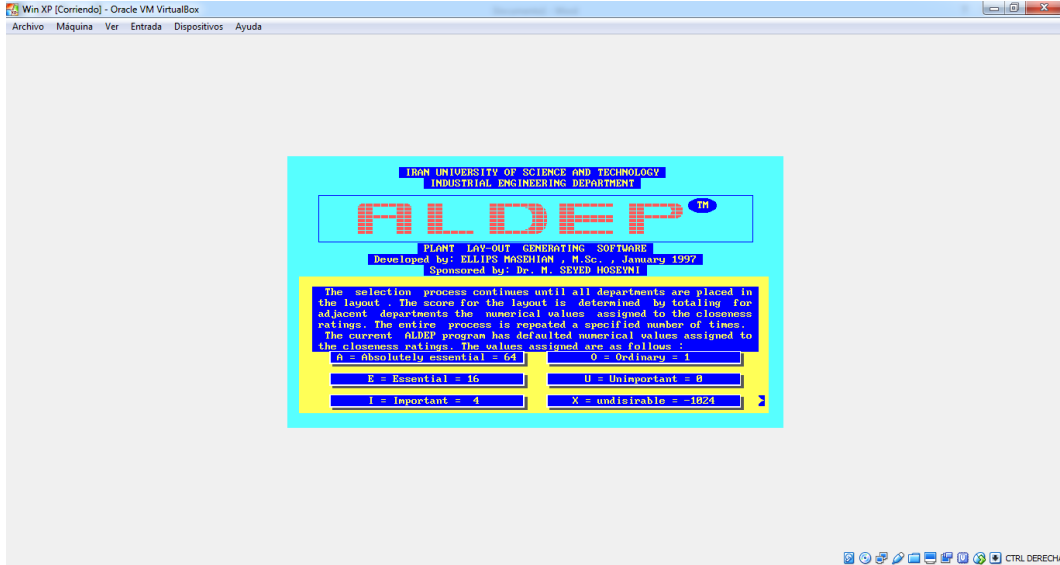 Win XP [Corriendo] - Oracle VM VirtualBox
Archivo Máquina Ver Entrada Dispositivos Ayuda
IRAN UNIVERSITY OF SCIENCE AND TECHNOLOGY
INDUSTRIAL ENGINEERING DEPARTMENT
ALDEP TM
PLANT LAY-OUT GENERATING SOFTWARE
Developed by: ELLIPS MASEHIAN , M.Sc. , January 1997
Sponsored by: Dr. M. SEYED HOSEYNI
The selection process continues until all departments are placed in
the layout . The score for the layout is determined by totaling for
adjacent departments the numerical values assigned to the closeness
ratings. The entire process is repeated a specified number of times.
The current ALDEP program has defaulted numerical values assigned to
the closeness ratings. The values assigned are as follows :
A = Absolutely essential = 64 O = Ordinary = 1
E = Essential = 16 U = Unimportant = 0
I = Important = 4 X = undisirable = -1024 >
CTRL DERECHA